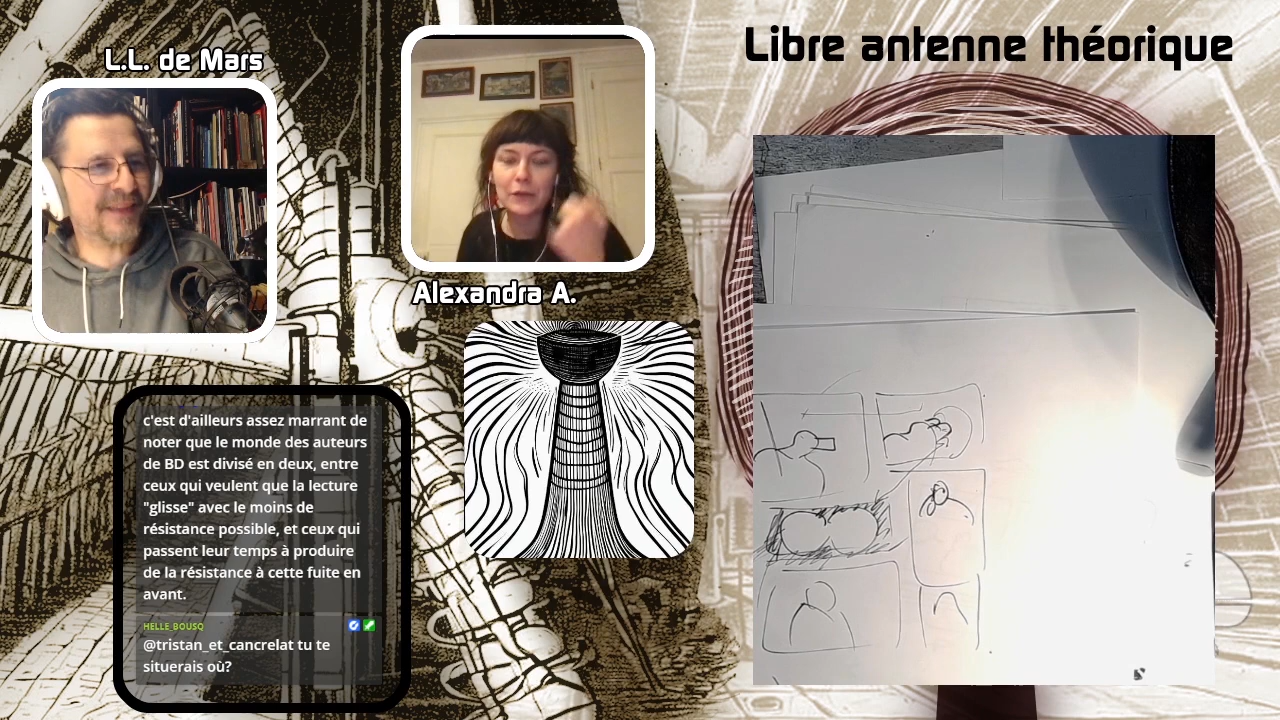 L.L. de Mars
Libre antenne théorique
Alexandra A.
c'est d'ailleurs assez marrant de
noter que le monde des auteurs
de BD est divisé en deux, entre
ceux qui veulent que la lecture
"glisse" avec le moins de
résistance possible, et ceux qui
passent leur temps à produire
de la résistance à cette fuite en
avant.
HELLE_BOUSQ
@tristan_et_cancrelat tu te
situerais où?